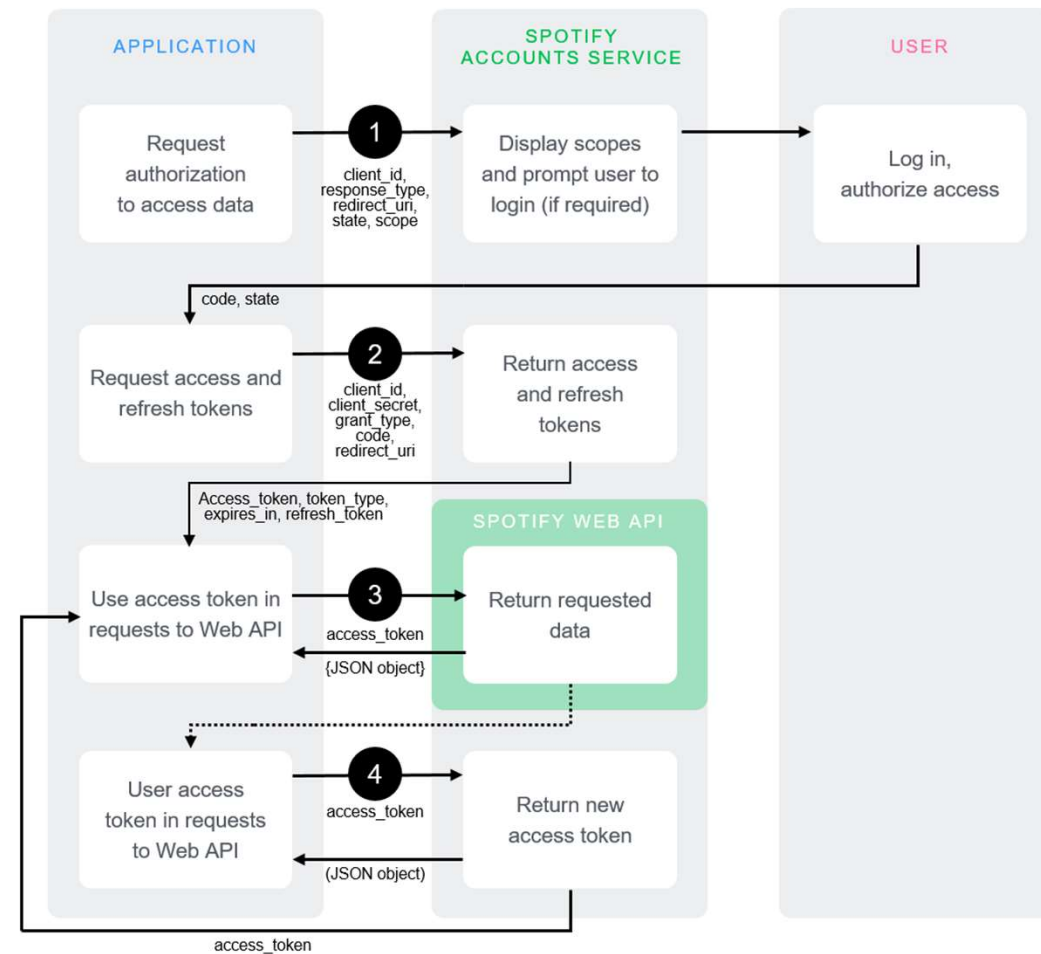 APPLICATION
SPOTIFY
ACCOUNTS SERVICE
USER
Request
authorization
to access data
1
client_id,
response_type,
redirect_uri,
state, scope
Display scopes
and prompt user to
login (if required)
Log in,
authorize access
code, state
Request access and
refresh tokens
2
client_id,
client_secret,
grant_type,
code,
redirect_uri
Return access
and refresh
tokens
Access_token, token_type,
expires_in, refresh_token
SPOTIFY WEB API
Use access token in
requests to Web API
3
access_token
{JSON object}
Return requested
data
User access
token in requests
to Web API
4
access_token
(JSON object)
Return new
access token
access_token